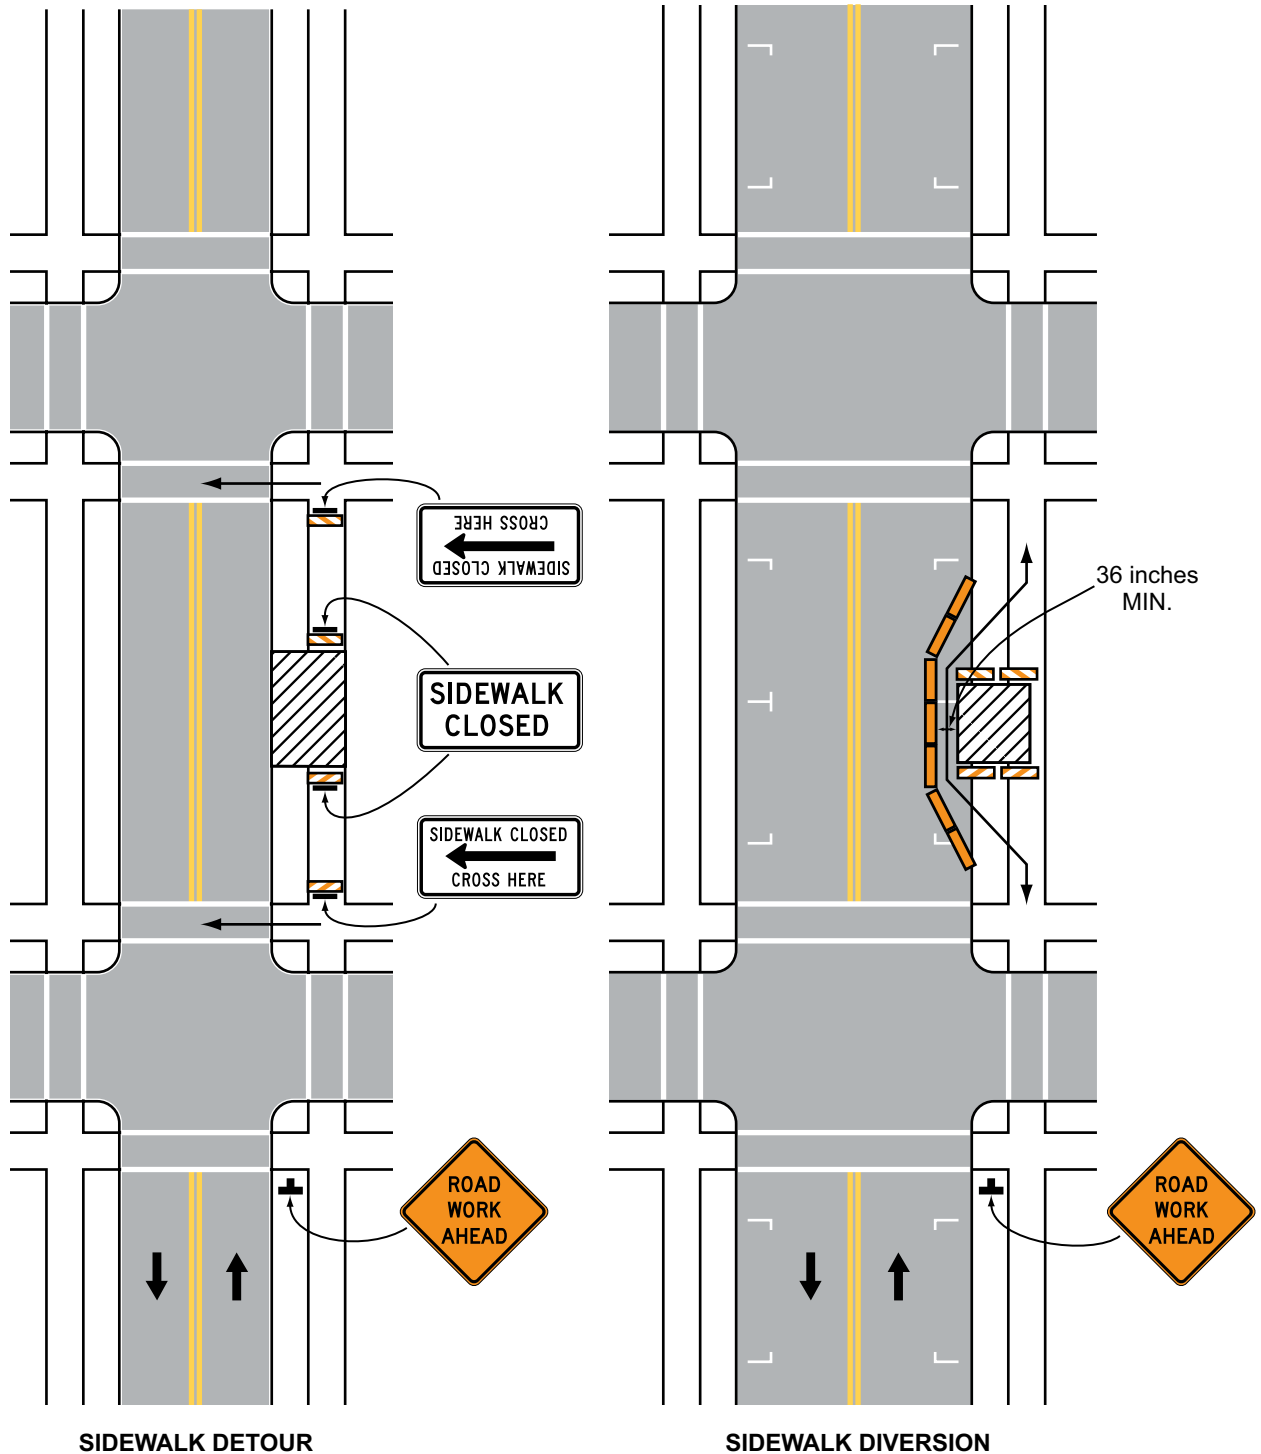 CROSS HERE
SIDEWALK CLOSED
36 inches
MIN.
SIDEWALK
CLOSED
SIDEWALK CLOSED
CROSS HERE
ROAD
WORK
AHEAD
ROAD
WORK
AHEAD
SIDEWALK DETOUR
SIDEWALK DIVERSION